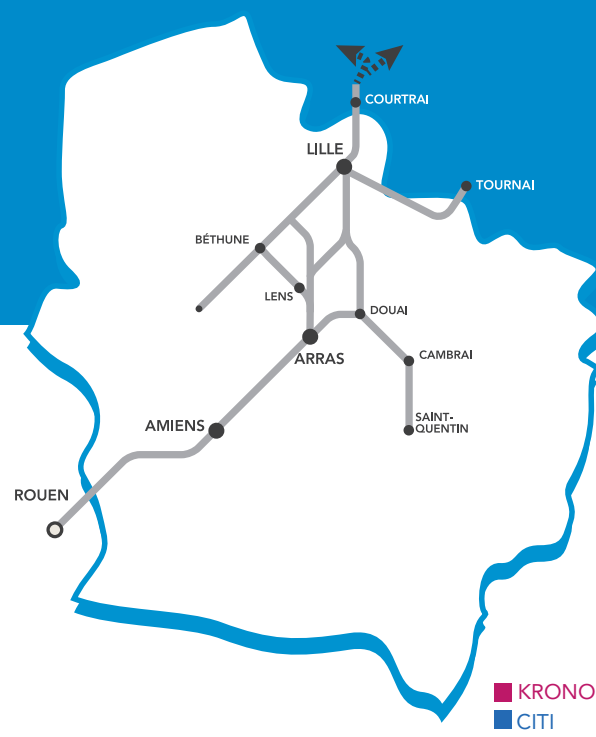 COURTRAI
LILLE
TOURNAI
BÉTHUNE
LENS
DOUAI
ARRAS
CAMBRAI
SAINT-
QUENTIN
AMIENS
ROUEN
KRONO
CITI